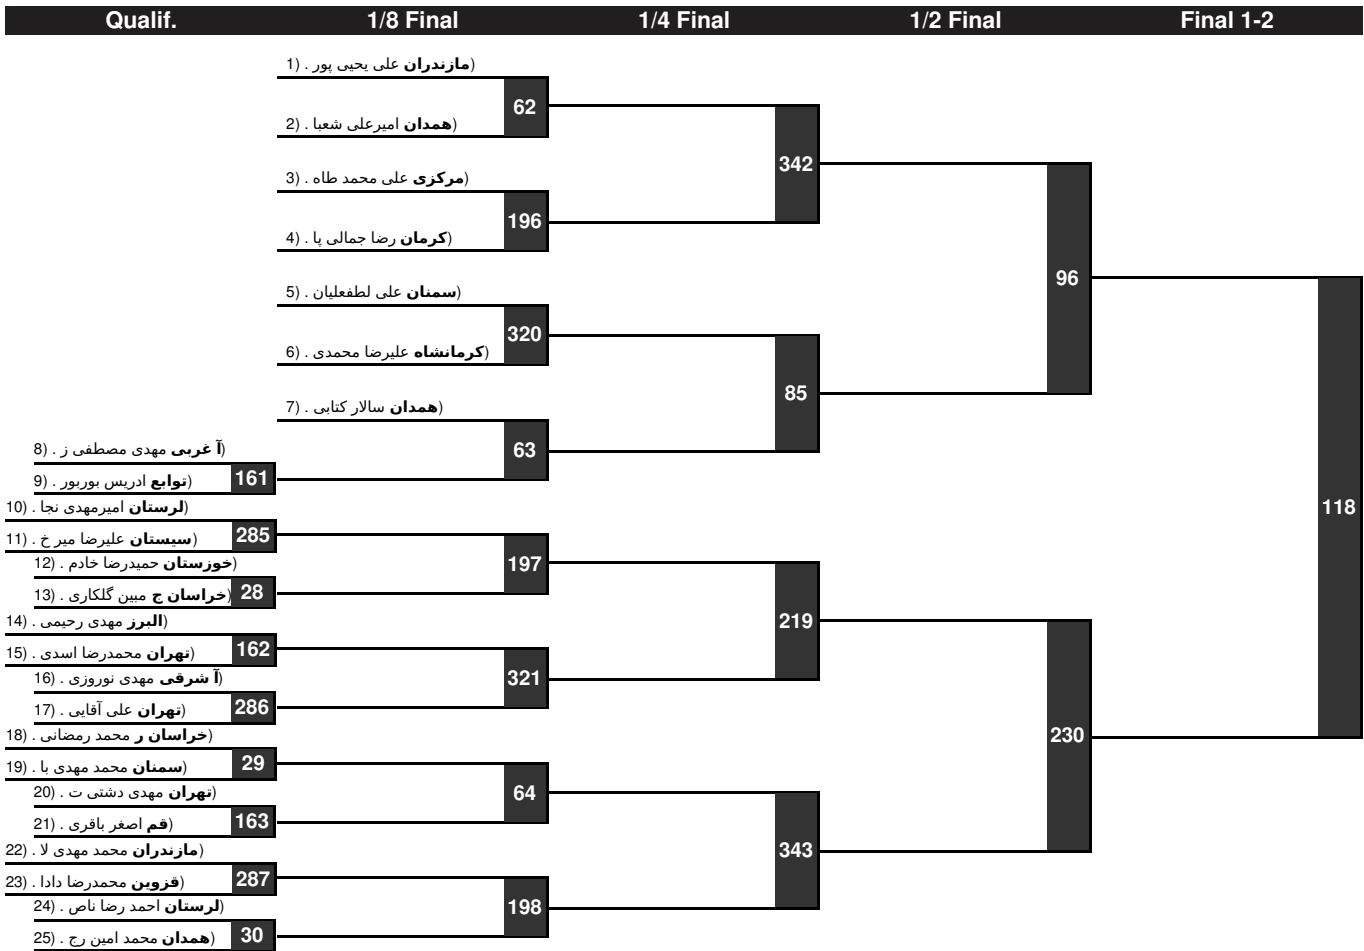 Qualif. 1/8 Final 1/4 Final 1/2 Final Final 1-2
1) . علی یحیی پور مازندران)
62
2) . امیرعلی شعبا همدان)
342
3) . علی محمد طاه مرکزی)
196
4) . رضا جمالی پا کرمان)
96
5) . علی لطفعلیان سمنان)
320
6) . علیرضا محمدی کرمانشاه)
85
7) . سالار کتابی همدان)
63
8) . مهدی مصطفی ز آ غربی)
161
9) . ادریس بوربور توابع)
118
10) . امیرمهدی نجا لرستان)
285
11) . علیرضا میر خ سیستان)
197
12) . حمیدرضا خادم خوزستان)
28
13) . مبین گلکاری خراسان ج)
219
14) . مهدی رحیمی البرز)
162
15) . محمدرضا اسدی تهران)
321
16) . مهدی نوروزی آ شرقی)
286
17) . علی آقایی تهران)
230
18) . محمد رمضانی خراسان ر)
29
19) . محمد مهدی با سمنان)
64
20) . مهدی دشتی ت تهران)
163
21) . اصغر باقری قم)
343
22) . محمد مهدی لا مازندران)
287
23) . محمدرضا دادا قزوین)
198
24) . احمد رضا ناص لرستان)
30
25) . محمد امین رج همدان)